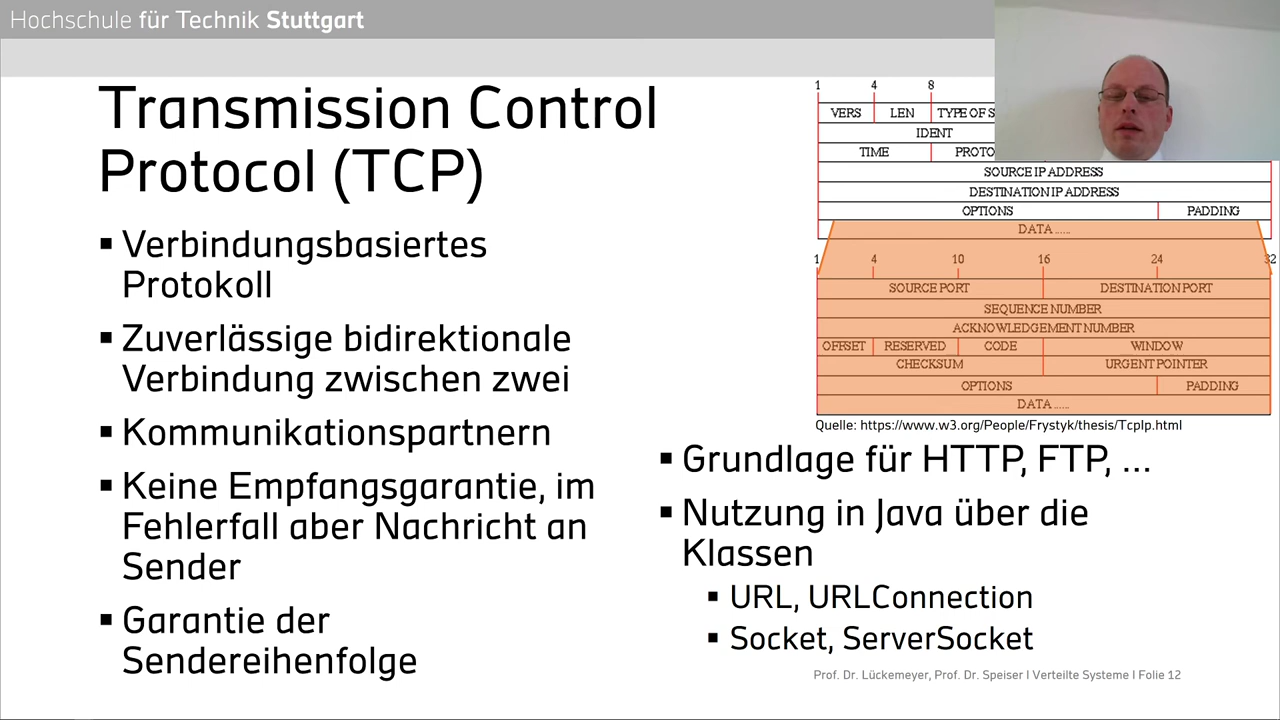 Hochschule für Technik Stuttgart
Transmission Control
Protocol (TCP)
▪ Verbindungsbasiertes
Protokoll
▪ Zuverlässige bidirektionale
Verbindung zwischen zwei
▪ Kommunikationspartnern
▪ Keine Empfangsgarantie, im
Fehlerfall aber Nachricht an
Sender
▪ Garantie der
Sendereihenfolge
1 4 8
VERS LEN TYPE OF S
IDENT
TIME PROTO
SOURCE IP ADDRESS
DESTINATION IP ADDRESS
OPTIONS PADDING
DATA .....
1 4 10 16 24 32
SOURCE PORT DESTINATION PORT
SEQUENCE NUMBER
ACKNOWLEDGEMENT NUMBER
OFFSET RESERVED CODE WINDOW
CHECKSUM URGENT POINTER
OPTIONS PADDING
DATA .....
Quelle: https://www.w3.org/People/Frystyk/thesis/TcpIp.html
▪ Grundlage für HTTP, FTP, ...
▪ Nutzung in Java über die
Klassen
▪ URL, URLConnection
▪ Socket, ServerSocket
Prof. Dr. Lückemeyer, Prof. Dr. Speiser I Verteilte Systeme I Folie 12